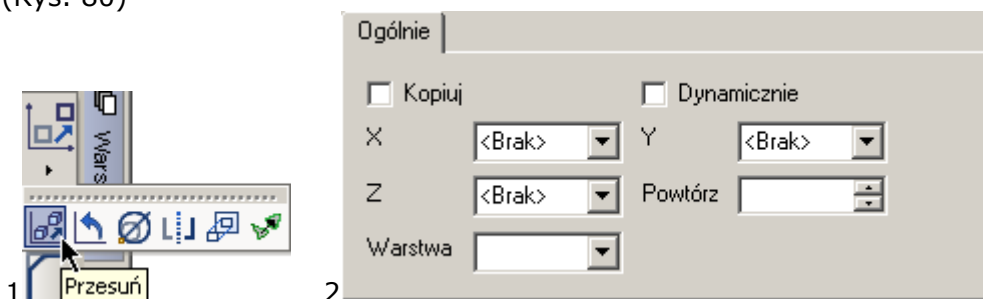 (Rys. 80)
Wars
Przesuń
1
2
Ogólnie
Kopiuj
Dynamicznie
X <Brak> Y <Brak>
Z <Brak> Powtórz
Warstwa